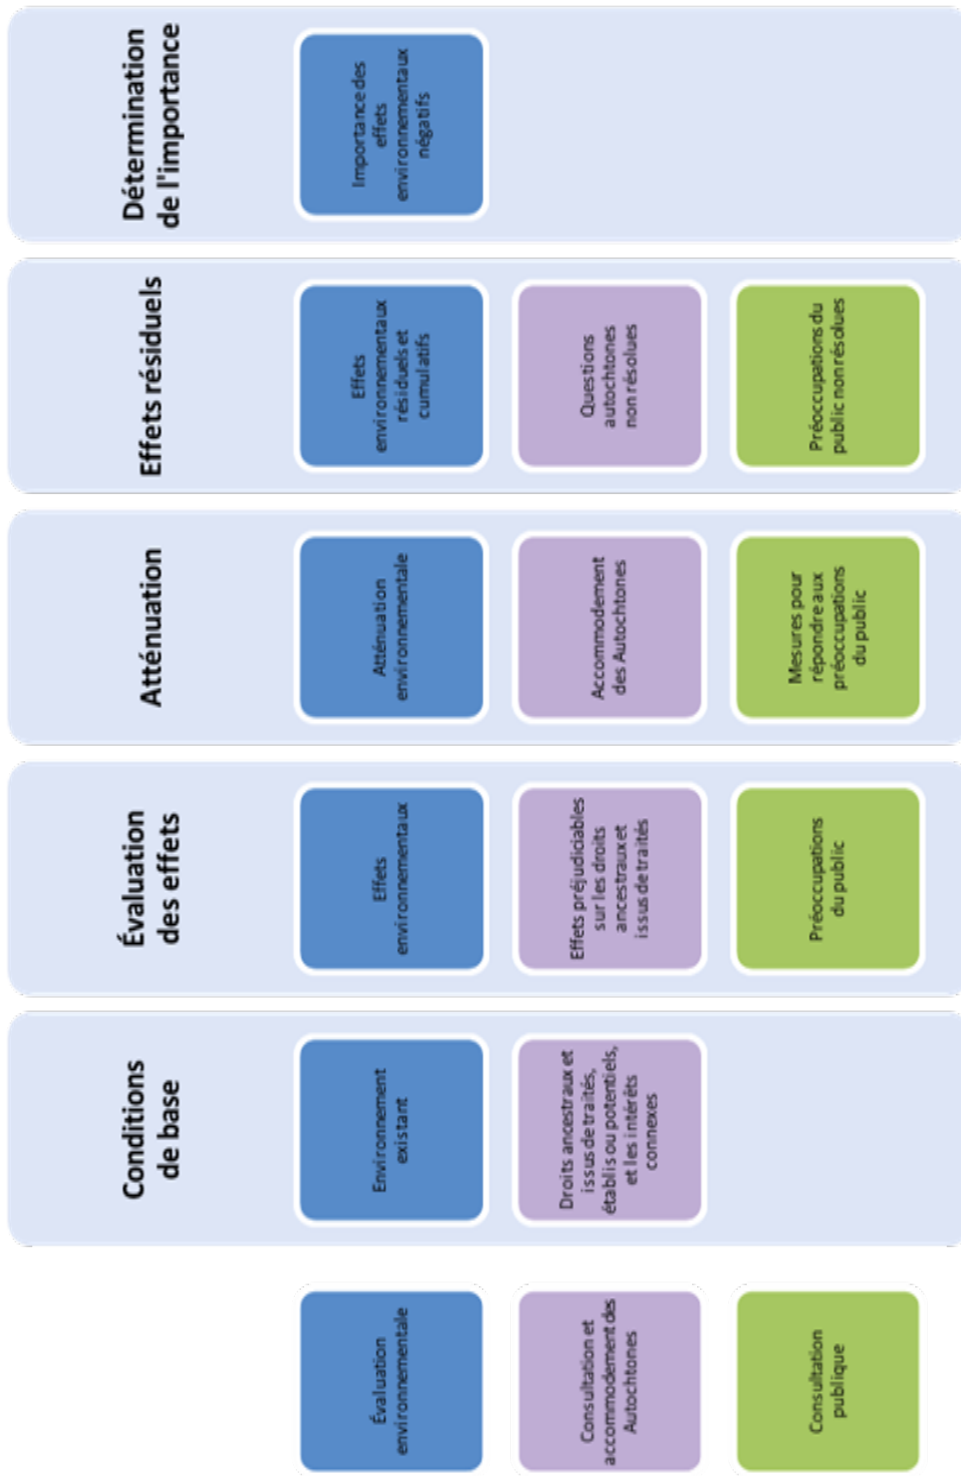 Conditions
de base
Évaluation
des effets
Atténuation
Effets résiduels
Détermination
de l'importance
Évaluation
environnementale
Environnement
existant
Effets
environnementaux
Atténuation
environnementale
Effets
environnementaux
résiduels et
cumulatifs
Importance des
effets
environnementaux
négatifs
Consultation et
accommodement des
Autochtones
Droits ancestraux et
issus de traités,
établis ou potentiels,
et les intérêts
connexes
Effets préjudiciables
sur les droits
ancestraux et
issus de traités
Accommodement
des Autochtones
Questions
autochtones
non résolues
Consultation
publique
Préoccupations
du public
Mesures pour
répondre aux
préoccupations
du public
Préoccupations du
public non résolues